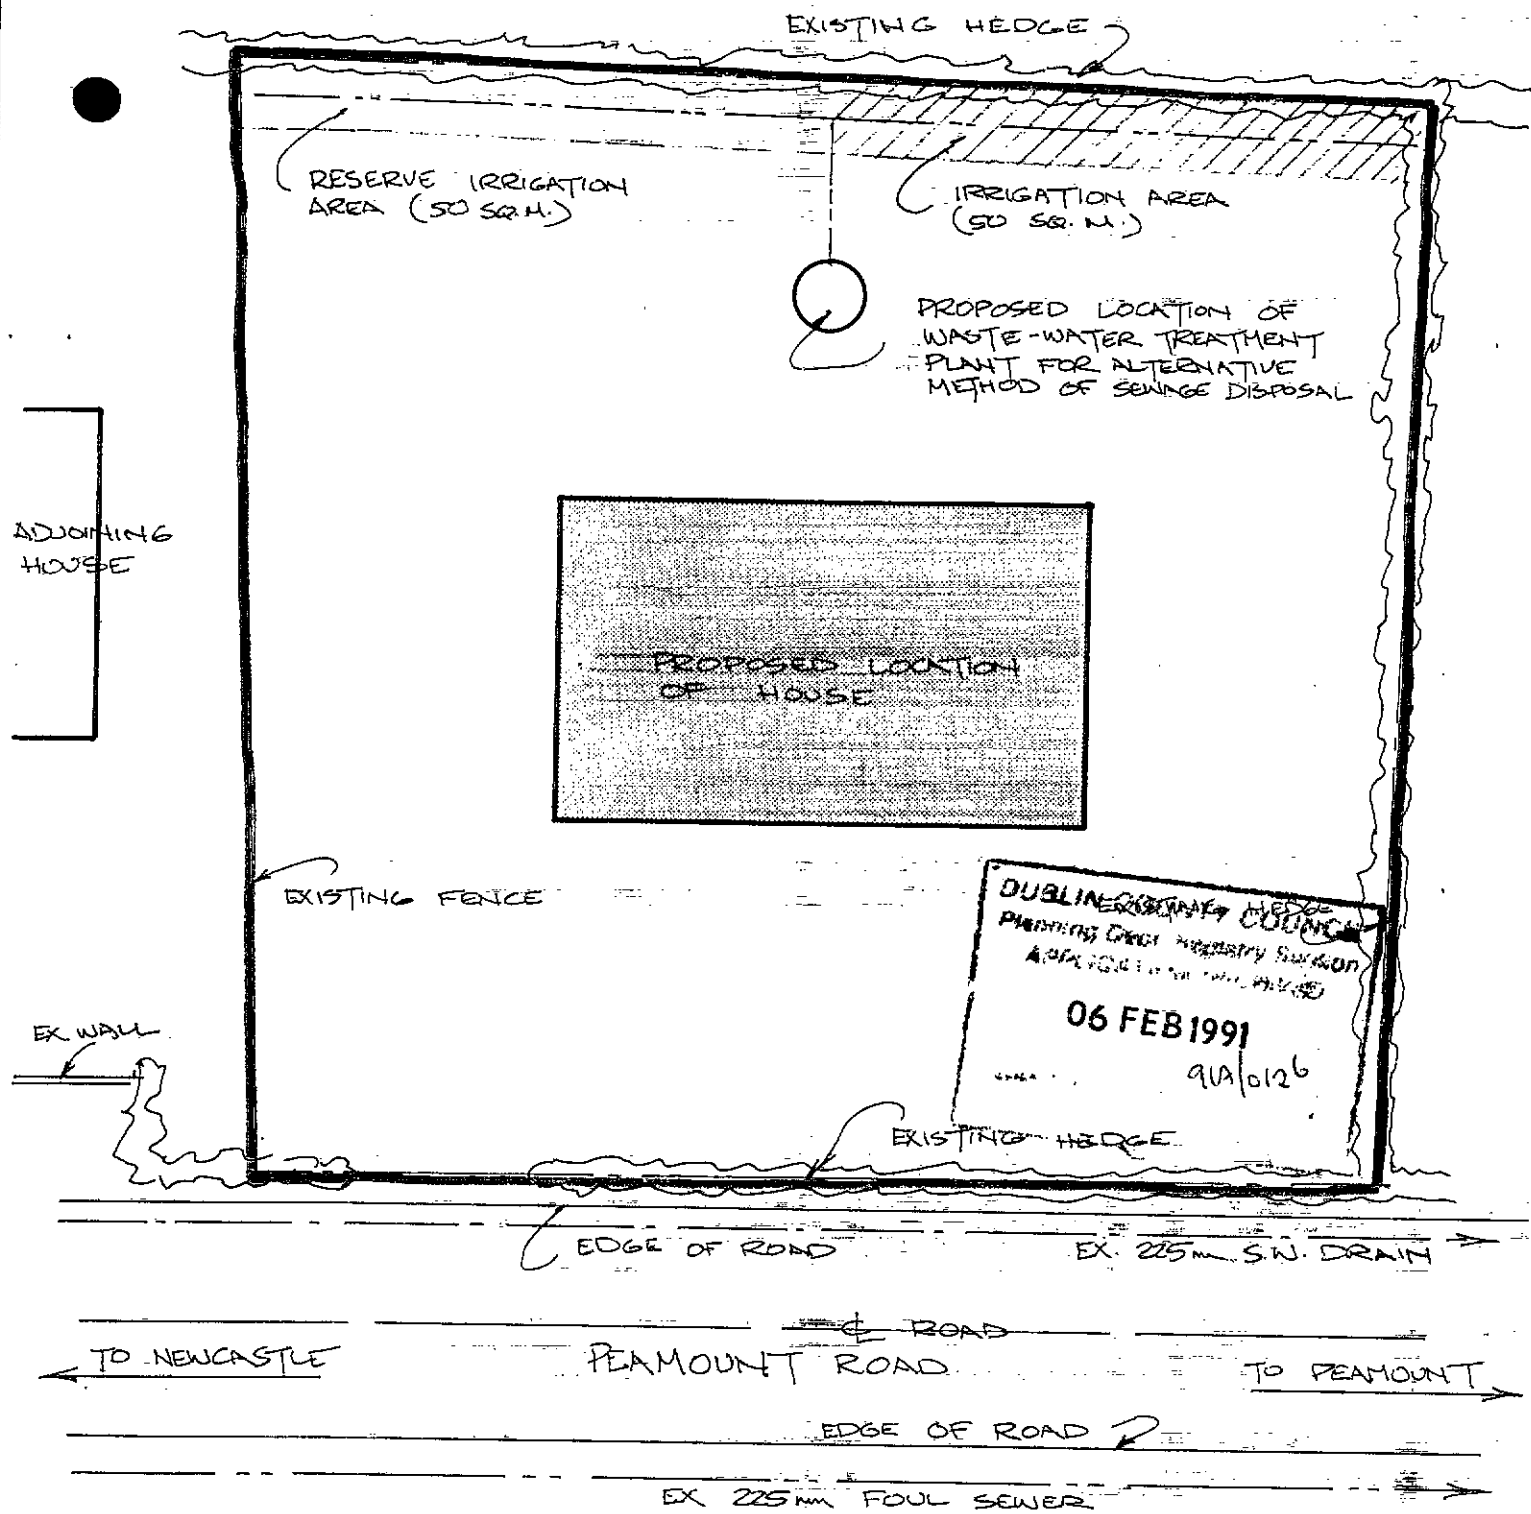 EXISTING HEDGE
RESERVE IRRIGATION
AREA (50 SQ.M.)
IRRIGATION AREA
(50 SQ. M.)
PROPOSED LOCATION OF
WASTE-WATER TREATMENT
PLANT FOR ALTERNATIVE
METHOD OF SEWAGE DISPOSAL
ADJOINING
HOUSE
PROPOSED LOCATION
OF HOUSE
EXISTING FENCE
DUBLIN COUNTY COUNCIL
EXISTING HEDGE
Planning Dept Registry Section
06 FEB 1991
91A/0126
EX WALL
EXISTING HEDGE
EDGE OF ROAD
EX. 225mm S.W. DRAIN
℄ ROAD
TO NEWCASTLE
PEAMOUNT ROAD
TO PEAMOUNT
EDGE OF ROAD
EX 225mm FOUL SEWER